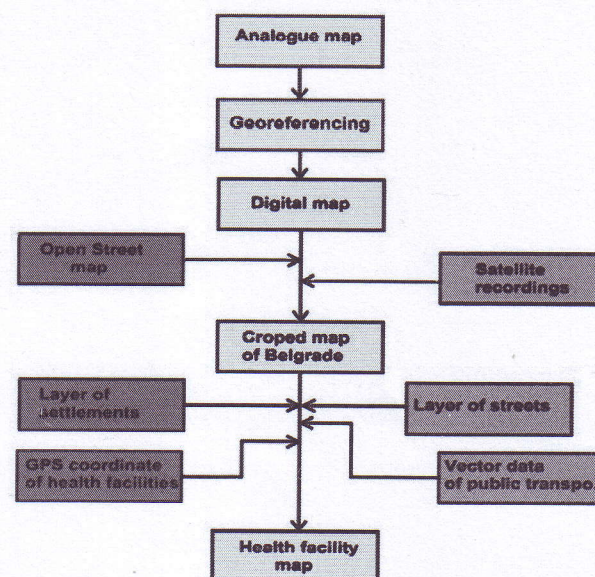 Analogue map
Georeferencing
Digital map
Open Street
map
Satellite
recordings
Croped map
of Belgrade
Layer of
settlements
Layer of streets
GPS coordinate
of health facilities
Vector data
of public transpo.
Health facility
map